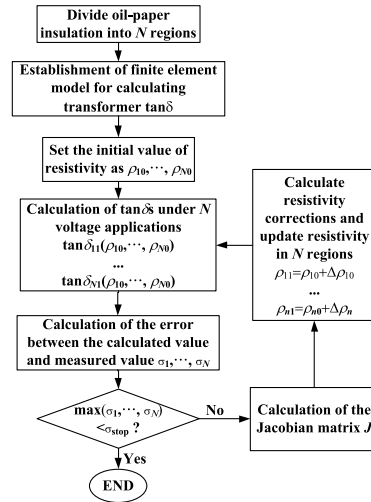 Divide oil-paper
insulation into N regions
Establishment of finite element
model for calculating
transformer tanδ
Set the initial value of
resistivity as ρ10,···, ρN0
Calculation of tanδs under N
voltage applications
tanδ11(ρ10,···, ρN0)
...
tanδN1(ρ10,···, ρN0)
Calculation of the error
between the calculated value
and measured value σ1,···, σN
max(σ1,···, σN)
<σstop ?
Yes
END
No
Calculation of the
Jacobian matrix J
Calculate
resistivity
corrections and
update resistivity
in N regions
ρ11=ρ10+Δρ10
...
ρn1=ρn0+Δρn